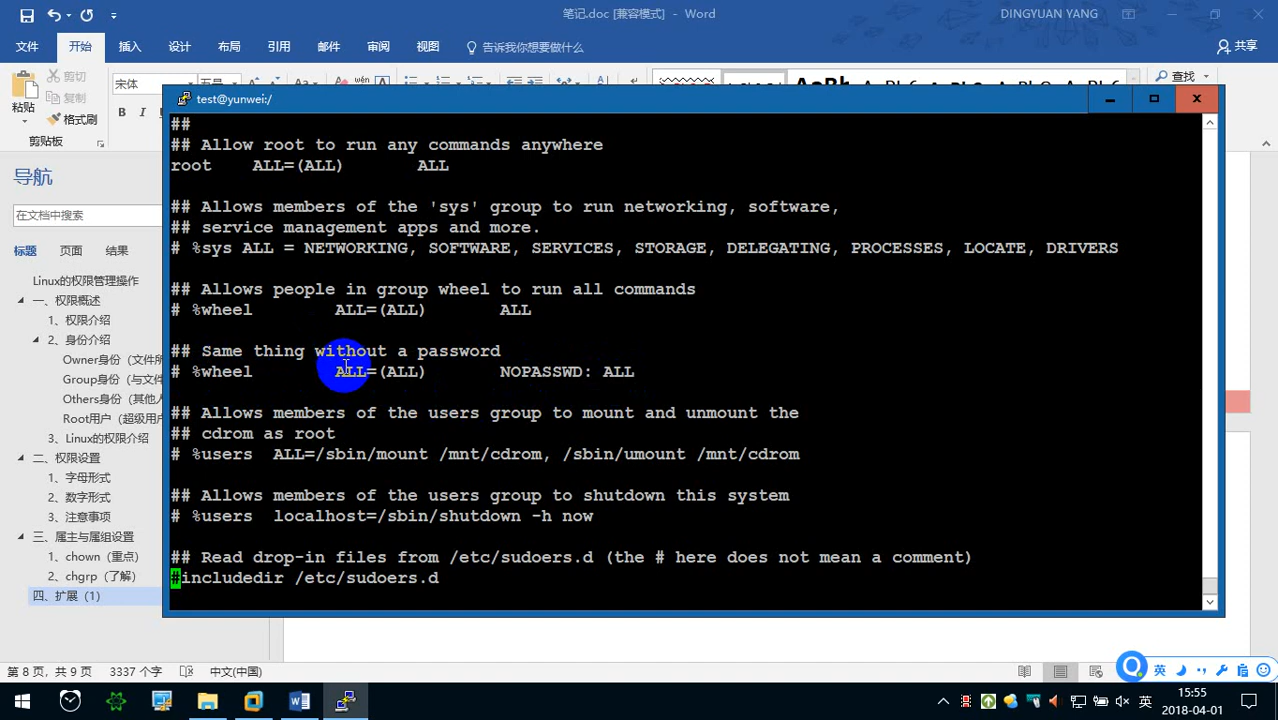 笔记.doc [兼容模式] - Word
DINGYUAN YANG
文件 开始 插入 设计 布局 引用 邮件 审阅 视图 告诉我你想要做什么 共享
粘贴 剪切 复制 格式刷
剪贴板
宋体 五号
B I
查找
导航
在文档中搜索
标题 页面 结果
Linux的权限管理操作
一、权限概述
1、权限介绍
2、身份介绍
Owner身份（文件所
Group身份（与文
Others身份（其他人
Root用户（超级用户
3、Linux的权限介绍
二、权限设置
1、字母形式
2、数字形式
3、注意事项
三、属主与属组设置
1、chown（重点）
2、chgrp（了解）
四、扩展（1）
test@yunwei:/
##
## Allow root to run any commands anywhere
root ALL=(ALL) ALL
## Allows members of the 'sys' group to run networking, software,
## service management apps and more.
# %sys ALL = NETWORKING, SOFTWARE, SERVICES, STORAGE, DELEGATING, PROCESSES, LOCATE, DRIVERS
## Allows people in group wheel to run all commands
# %wheel ALL=(ALL) ALL
## Same thing without a password
# %wheel ALL=(ALL) NOPASSWD: ALL
## Allows members of the users group to mount and unmount the
## cdrom as root
# %users ALL=/sbin/mount /mnt/cdrom, /sbin/umount /mnt/cdrom
## Allows members of the users group to shutdown this system
# %users localhost=/sbin/shutdown -h now
## Read drop-in files from /etc/sudoers.d (the # here does not mean a comment)
#includedir /etc/sudoers.d
第 8 页，共 9 页 3337 个字 中文(中国)
英
英 15:55
2018-04-01